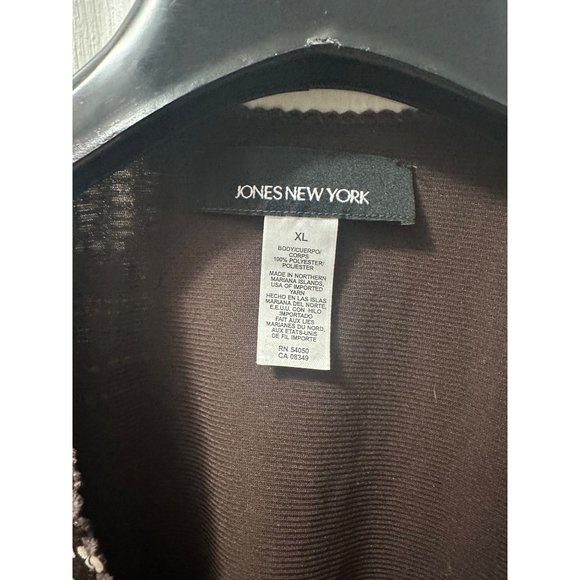 JONES NEW YORK
XL
BODY/CUERPO/
CORPS
100% POLYESTER/
POLIESTER
MADE IN NORTHERN
MARIANA ISLANDS,
USA OF IMPORTED
YARN
HECHO EN LAS ISLAS
MARIANA DEL NORTE,
E.E.U.U. CON HILO
IMPORTADO
FAIT AUX LIES
MARIANES DU NORD,
AUX ETATS-UNIS
DE FIL IMPORTE
RN 54050
CA 08349